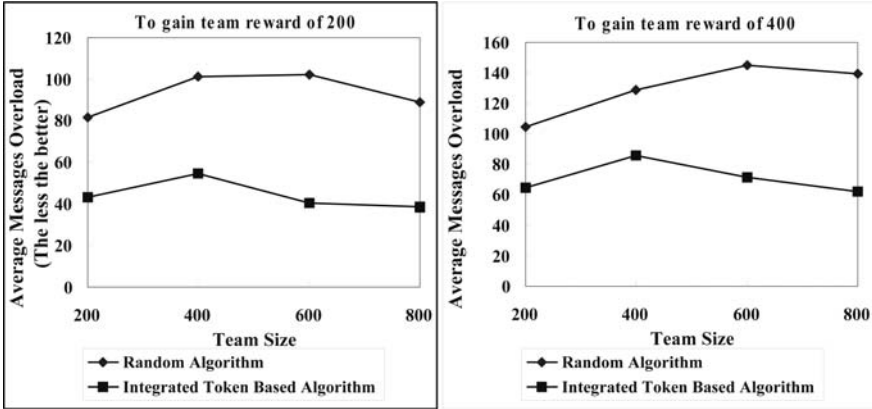 To gain team reward of 200
Average Messages Overload
(The less the better)
120
100
80
60
40
20
0
200 400 600 800
Team Size
Random Algorithm
Integrated Token Based Algorithm
To gain team reward of 400
Average Messages Overload
160
140
120
100
80
60
40
20
0
200 400 600 800
Team Size
Random Algorithm
Integrated Token Based Algorithm